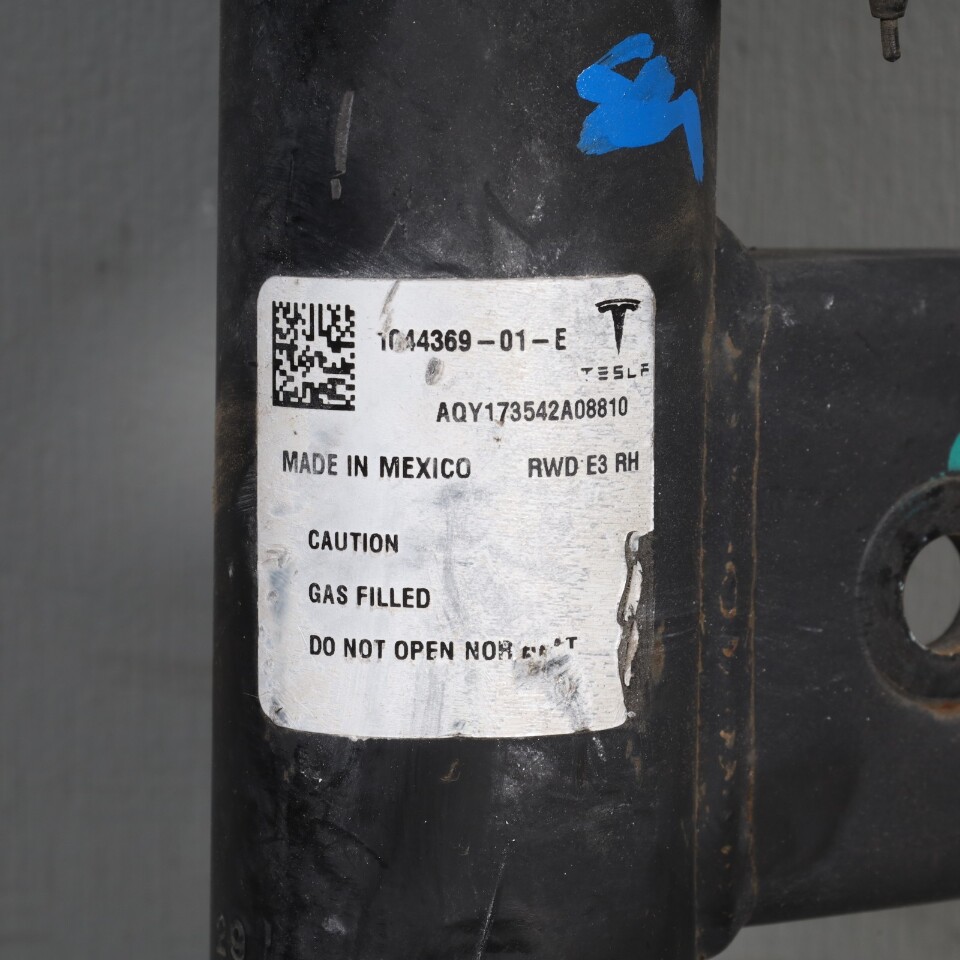 1044369-01-E
TESLA
AQY173542A08810
MADE IN MEXICO RWD E3 RH
CAUTION
GAS FILLED
DO NOT OPEN NOR